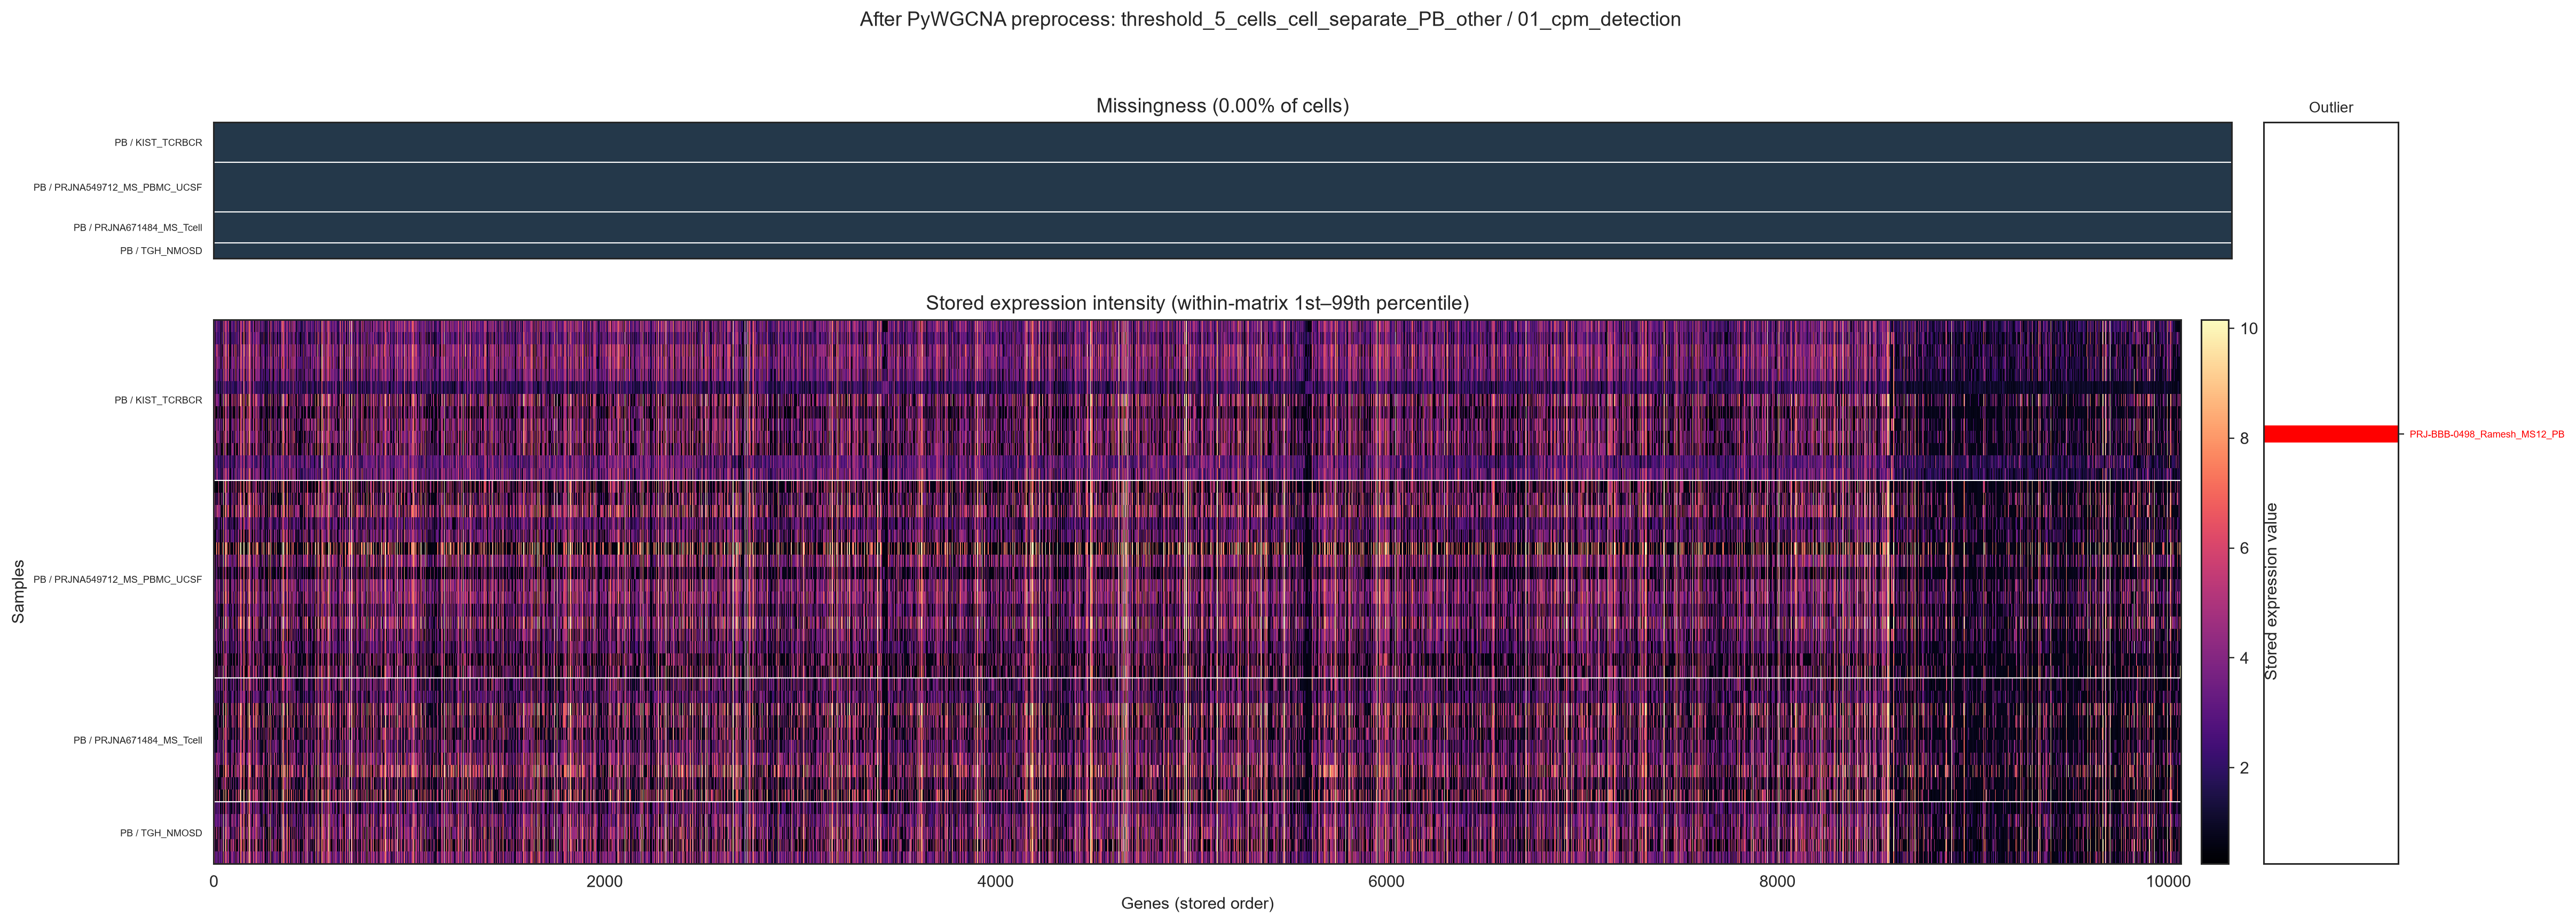 After PyWGCNA preprocess: threshold_5_cells_cell_separate_PB_other / 01_cpm_detection
Missingness (0.00% of cells)
Outlier
PB / KIST_TCRBCR
PB / PRJNA549712_MS_PBMC_UCSF
PB / PRJNA671484_MS_Tcell
PB / TGH_NMOSD
Stored expression intensity (within-matrix 1st–99th percentile)
Samples
PB / KIST_TCRBCR
PB / PRJNA549712_MS_PBMC_UCSF
PB / PRJNA671484_MS_Tcell
PB / TGH_NMOSD
10
8
6
4
2
Stored expression value
PRJ-BBB-0498_Ramesh_MS12_PB
0 2000 4000 6000 8000 10000
Genes (stored order)